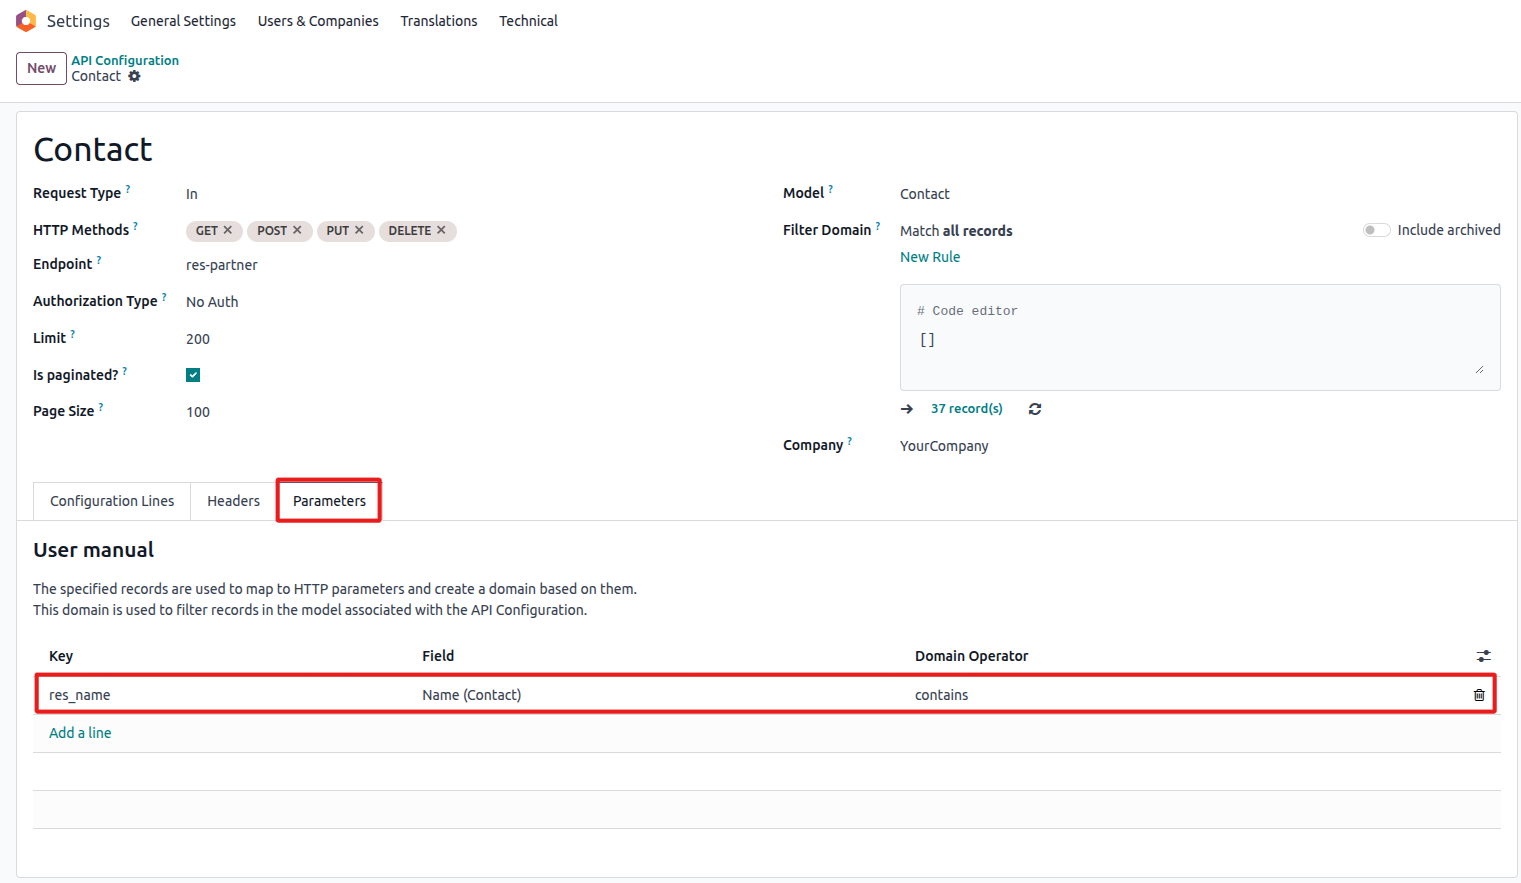 Settings General Settings Users & Companies Translations Technical
New API Configuration
Contact
Contact
Request Type ? In
Model ? Contact
HTTP Methods ? GET ✕ POST ✕ PUT ✕ DELETE ✕
Filter Domain ? Match all records Include archived
New Rule
Endpoint ? res-partner
Authorization Type ? No Auth
# Code editor
[]
Limit ? 200
Is paginated? ?
Page Size ? 100
37 record(s)
Company ? YourCompany
Configuration Lines Headers Parameters
User manual
The specified records are used to map to HTTP parameters and create a domain based on them.
This domain is used to filter records in the model associated with the API Configuration.
Key Field Domain Operator
res_name Name (Contact) contains
Add a line